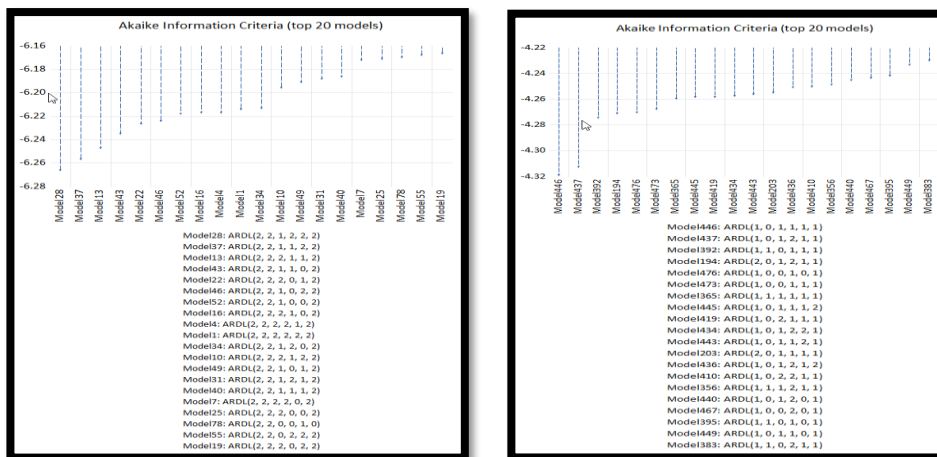 Akaike Information Criteria (top 20 models)
-6.16
-6.18
-6.20
-6.22
-6.24
-6.26
-6.28
Model28
Model37
Model13
Model43
Model22
Model46
Model52
Model16
Model4
Model1
Model34
Model10
Model49
Model31
Model40
Model7
Model25
Model78
Model55
Model19
Model28: ARDL(2, 2, 1, 2, 2, 2)
Model37: ARDL(2, 2, 1, 1, 2, 2)
Model13: ARDL(2, 2, 2, 1, 1, 2)
Model43: ARDL(2, 2, 1, 1, 0, 2)
Model22: ARDL(2, 2, 2, 0, 1, 2)
Model46: ARDL(2, 2, 1, 0, 2, 2)
Model52: ARDL(2, 2, 1, 0, 0, 2)
Model16: ARDL(2, 2, 2, 1, 0, 2)
Model4: ARDL(2, 2, 2, 2, 1, 2)
Model1: ARDL(2, 2, 2, 2, 2, 2)
Model34: ARDL(2, 2, 1, 2, 0, 2)
Model10: ARDL(2, 2, 2, 1, 2, 2)
Model49: ARDL(2, 2, 1, 0, 1, 2)
Model31: ARDL(2, 2, 1, 2, 1, 2)
Model40: ARDL(2, 2, 1, 1, 1, 2)
Model7: ARDL(2, 2, 2, 2, 0, 2)
Model25: ARDL(2, 2, 2, 0, 0, 2)
Model78: ARDL(2, 2, 0, 0, 1, 0)
Model55: ARDL(2, 2, 0, 2, 2, 2)
Model19: ARDL(2, 2, 2, 0, 2, 2)
Akaike Information Criteria (top 20 models)
-4.22
-4.24
-4.26
-4.28
-4.30
-4.32
Model446
Model437
Model392
Model194
Model476
Model473
Model365
Model445
Model419
Model434
Model443
Model203
Model436
Model410
Model356
Model440
Model467
Model395
Model449
Model383
Model446: ARDL(1, 0, 1, 1, 1, 1)
Model437: ARDL(1, 0, 1, 2, 1, 1)
Model392: ARDL(1, 1, 0, 1, 1, 1)
Model194: ARDL(2, 0, 1, 2, 1, 1)
Model476: ARDL(1, 0, 0, 1, 0, 1)
Model473: ARDL(1, 0, 0, 1, 1, 1)
Model365: ARDL(1, 1, 1, 1, 1, 1)
Model445: ARDL(1, 0, 1, 1, 1, 2)
Model419: ARDL(1, 0, 2, 1, 1, 1)
Model434: ARDL(1, 0, 1, 2, 2, 1)
Model443: ARDL(1, 0, 1, 1, 2, 1)
Model203: ARDL(2, 0, 1, 1, 1, 1)
Model436: ARDL(1, 0, 1, 2, 1, 2)
Model410: ARDL(1, 0, 2, 2, 1, 1)
Model356: ARDL(1, 1, 1, 2, 1, 1)
Model440: ARDL(1, 0, 1, 2, 0, 1)
Model467: ARDL(1, 0, 0, 2, 0, 1)
Model395: ARDL(1, 1, 0, 1, 0, 1)
Model449: ARDL(1, 0, 1, 1, 0, 1)
Model383: ARDL(1, 1, 0, 2, 1, 1)